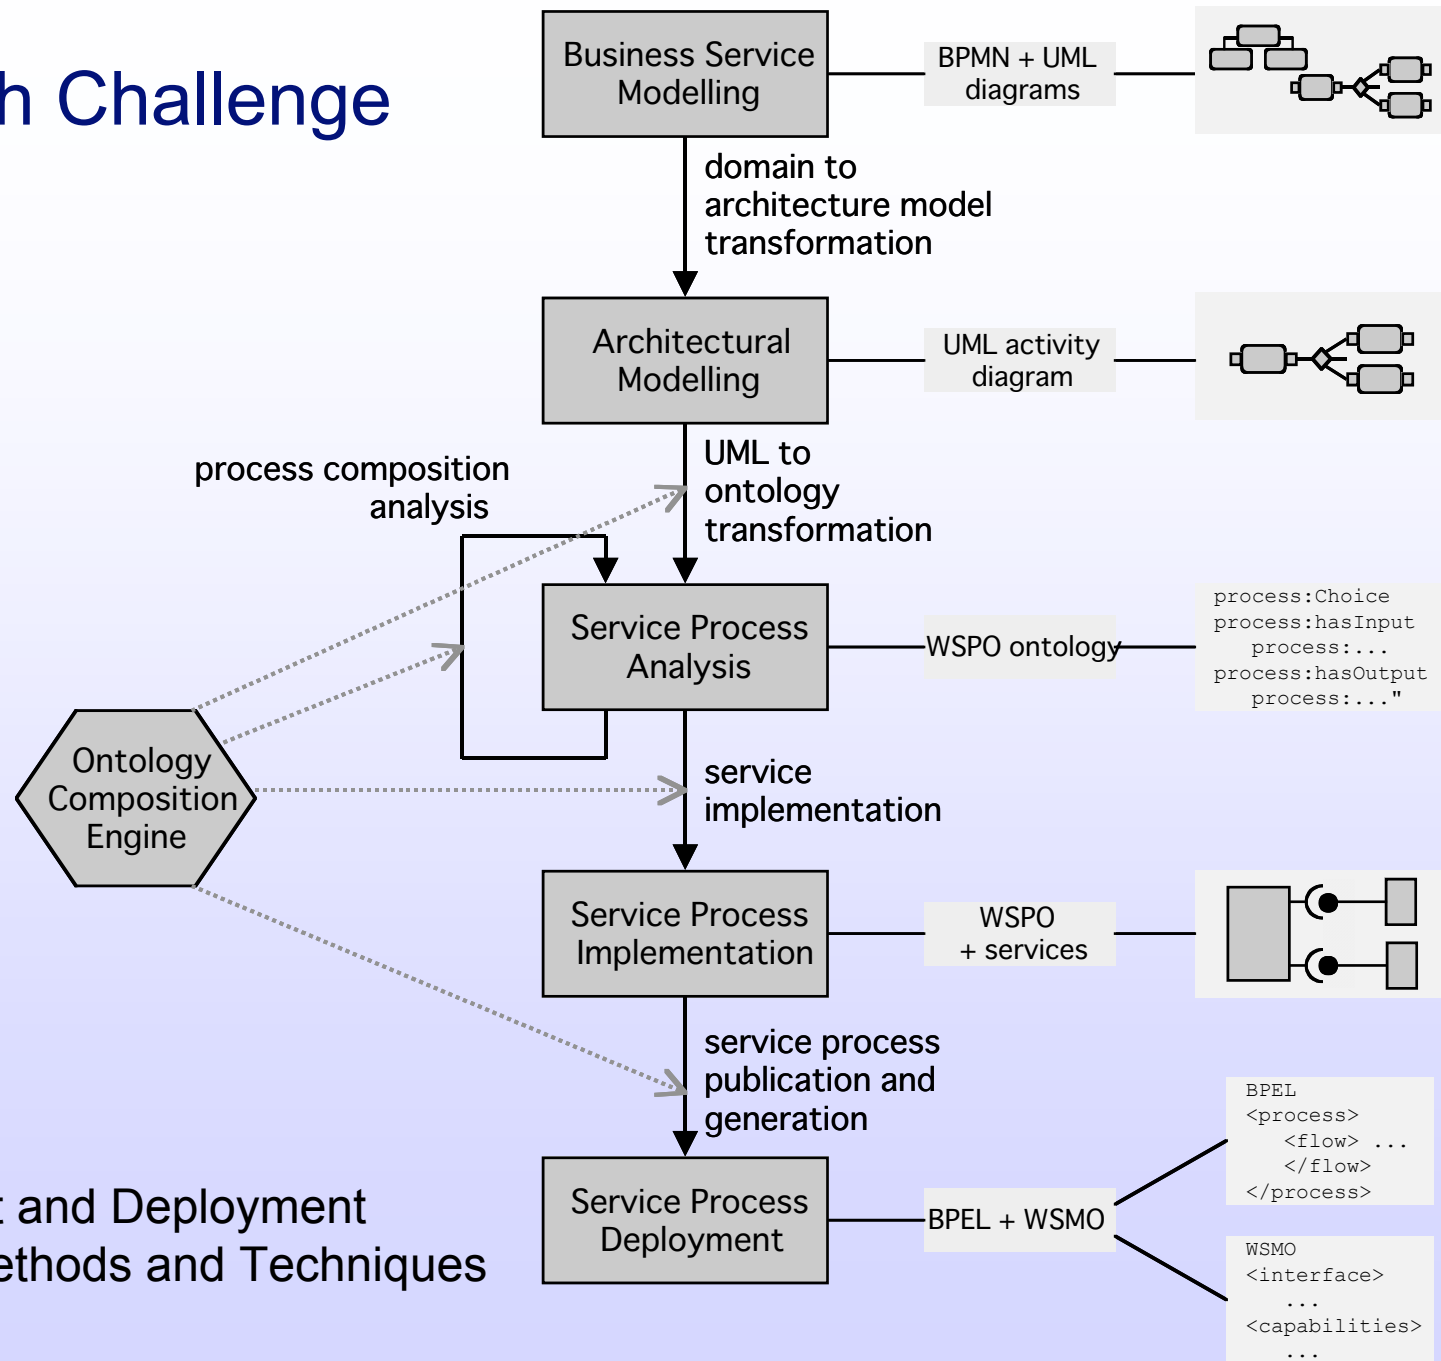 h Challenge
Business Service
Modelling
BPMN + UML
diagrams
domain to
architecture model
transformation
Architectural
Modelling
UML activity
diagram
process composition
analysis
UML to
ontology
transformation
Service Process
Analysis
WSPO ontology
process:Choice
process:hasInput
process:...
process:hasOutput
process:..."
Ontology
Composition
Engine
service
implementation
Service Process
Implementation
WSPO
+ services
service process
publication and
generation
Service Process
Deployment
BPEL + WSMO
BPEL
<process>
<flow> ...
</flow>
</process>
WSMO
<interface>
...
<capabilities>
...
t and Deployment
ethods and Techniques